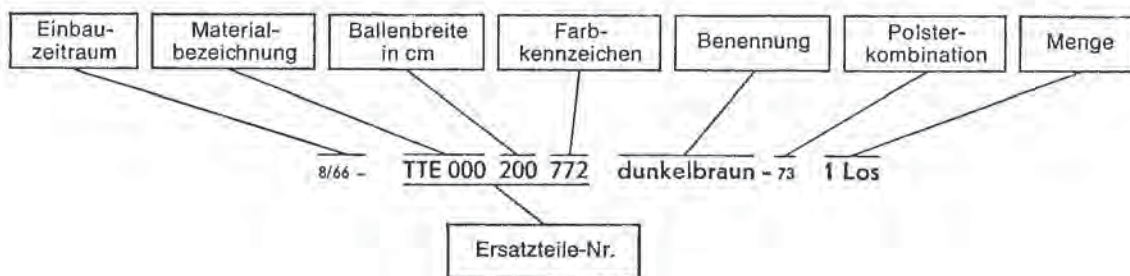 Einbau-
zeitraum
Material-
bezeichnung
Ballenbreite
in cm
Farb-
kennzeichen
Benennung
Polster-
kombination
Menge
8/66 – TTE 000 200 772 dunkelbraun - 73 1 Los
Ersatzteile-Nr.